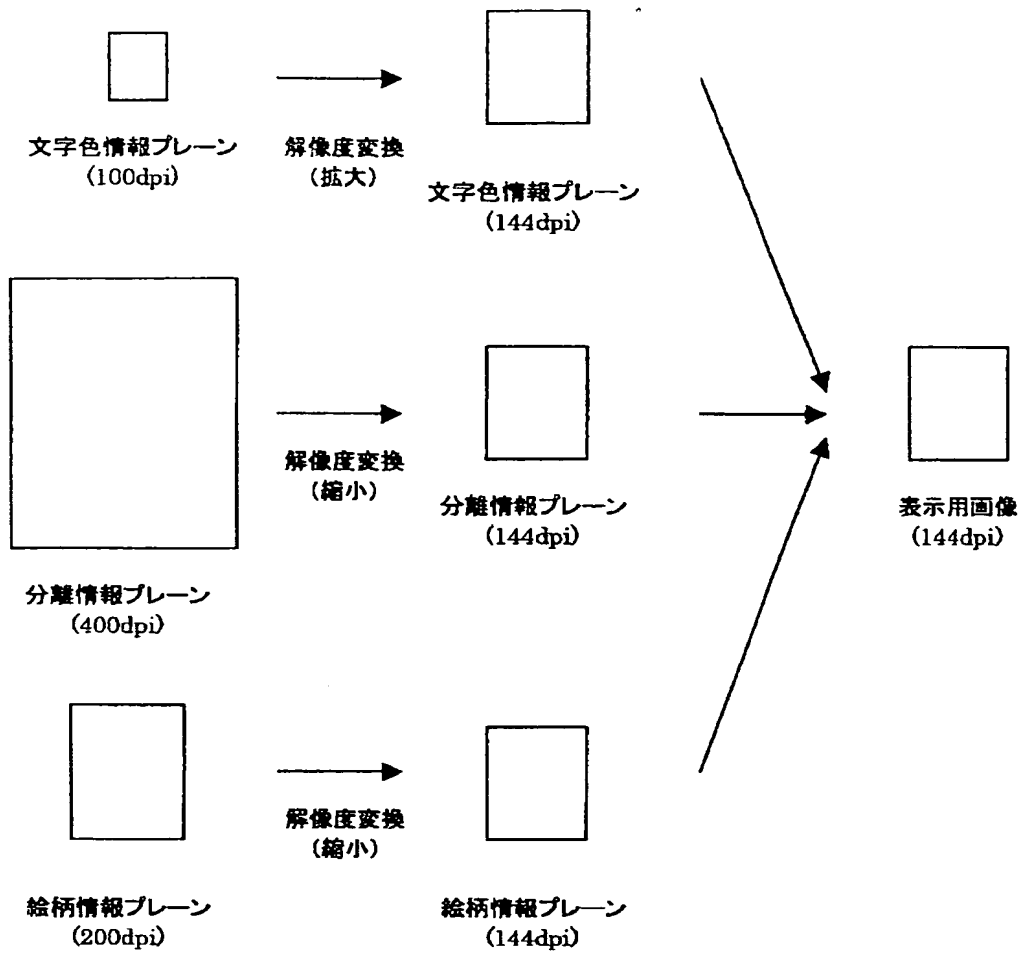 文字色情報プレーン
(100dpi)
解像度変換
(拡大)
文字色情報プレーン
(144dpi)
分離情報プレーン
(400dpi)
解像度変換
(縮小)
分離情報プレーン
(144dpi)
表示用画像
(144dpi)
絵柄情報プレーン
(200dpi)
解像度変換
(縮小)
絵柄情報プレーン
(144dpi)